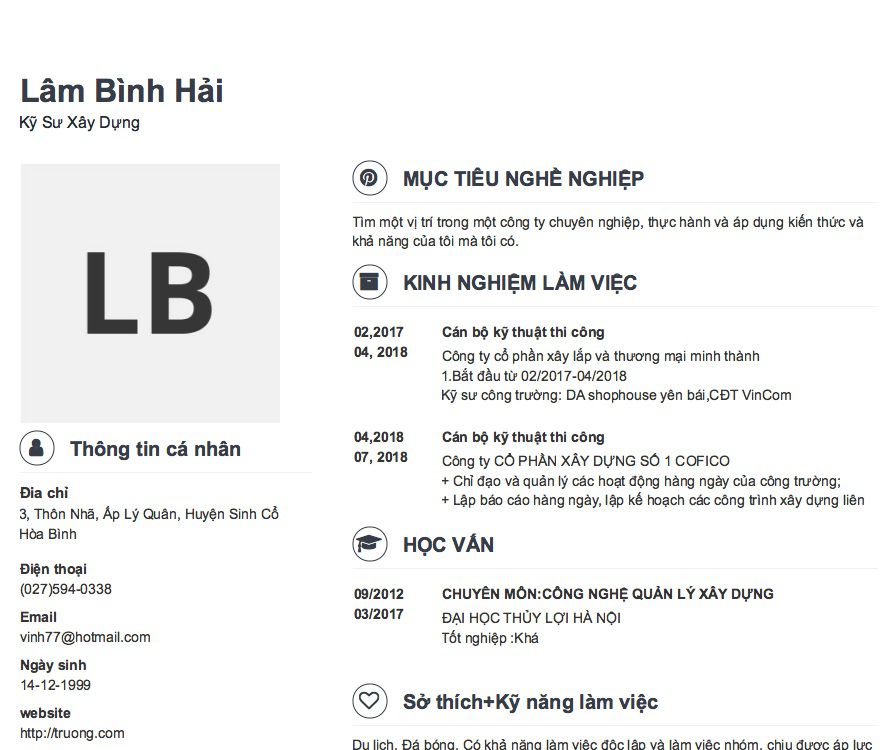 Lâm Bình Hải
Kỹ Sư Xây Dựng
LB
Thông tin cá nhân
Đia chỉ
3, Thôn Nhã, Ấp Lý Quân, Huyện Sinh Cổ
Hòa Bình
Điện thoại
(027)594-0338
Email
vinh77@hotmail.com
Ngày sinh
14-12-1999
website
http://truong.com
MỤC TIÊU NGHỀ NGHIỆP
Tìm một vị trí trong một công ty chuyên nghiệp, thực hành và áp dụng kiến thức và
khả năng của tôi mà tôi có.
KINH NGHIỆM LÀM VIỆC
02,2017
04, 2018
Cán bộ kỹ thuật thi công
Công ty cổ phần xây lắp và thương mại minh thành
1.Bắt đầu từ 02/2017-04/2018
Kỹ sư công trường: DA shophouse yên bái,CĐT VinCom
04,2018
07, 2018
Cán bộ kỹ thuật thi công
Công ty CỔ PHẦN XÂY DỰNG SỐ 1 COFICO
+ Chỉ đạo và quản lý các hoạt động hàng ngày của công trường;
+ Lập báo cáo hàng ngày, lập kế hoạch các công trình xây dựng liên
HỌC VẤN
09/2012
03/2017
CHUYÊN MÔN:CÔNG NGHỆ QUẢN LÝ XÂY DỰNG
ĐẠI HỌC THỦY LỢI HÀ NỘI
Tốt nghiệp :Khá
Sở thích+Kỹ năng làm việc
Du lịch, Đá bóng. Có khả năng làm việc độc lập và làm việc nhóm, chịu được áp lực